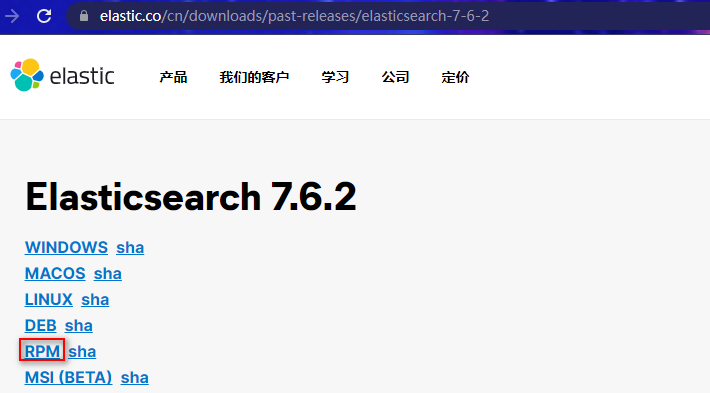 elastic.co/cn/downloads/past-releases/elasticsearch-7-6-2
elastic 产品 我们的客户 学习 公司 定价
Elasticsearch 7.6.2
WINDOWS sha
MACOS sha
LINUX sha
DEB sha
RPM sha
MSI (BETA) sha